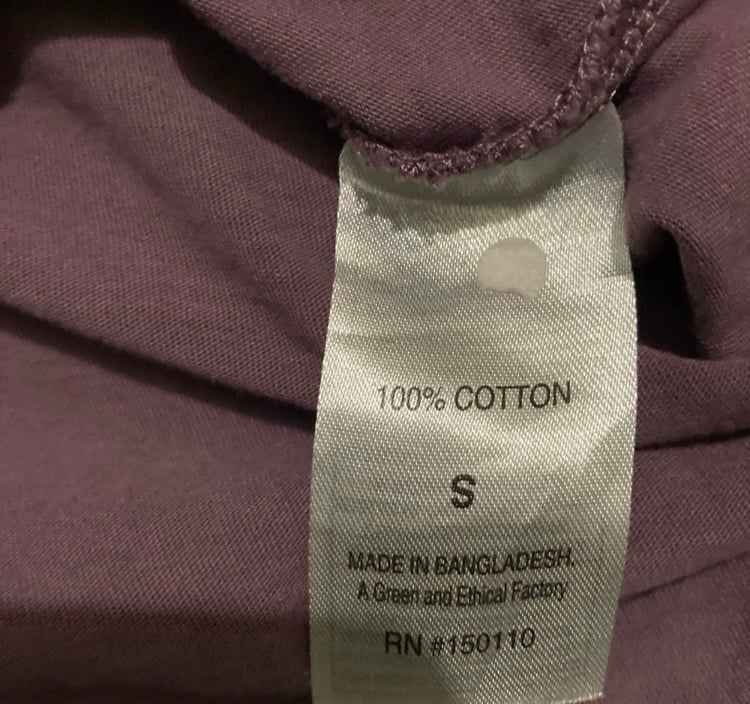 100% COTTON
S
MADE IN BANGLADESH.
A Green and Ethical Factory
RN #150110